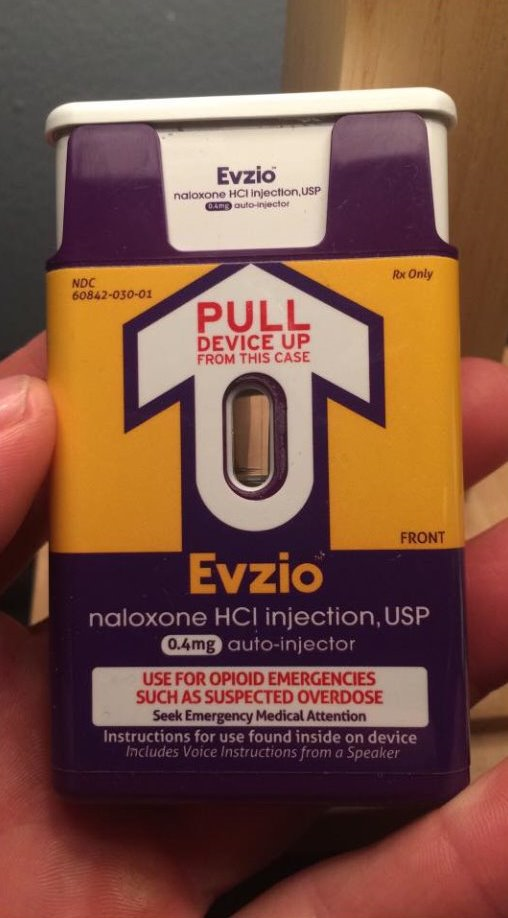 Evzio™
naloxone HCl injection, USP
0.4mg auto-injector
NDC
60842-030-01
Rx Only
PULL
DEVICE UP
FROM THIS CASE
FRONT
Evzio™
naloxone HCl injection, USP
0.4mg auto-injector
USE FOR OPIOID EMERGENCIES
SUCH AS SUSPECTED OVERDOSE
Seek Emergency Medical Attention
Instructions for use found inside on device
Includes Voice Instructions from a Speaker